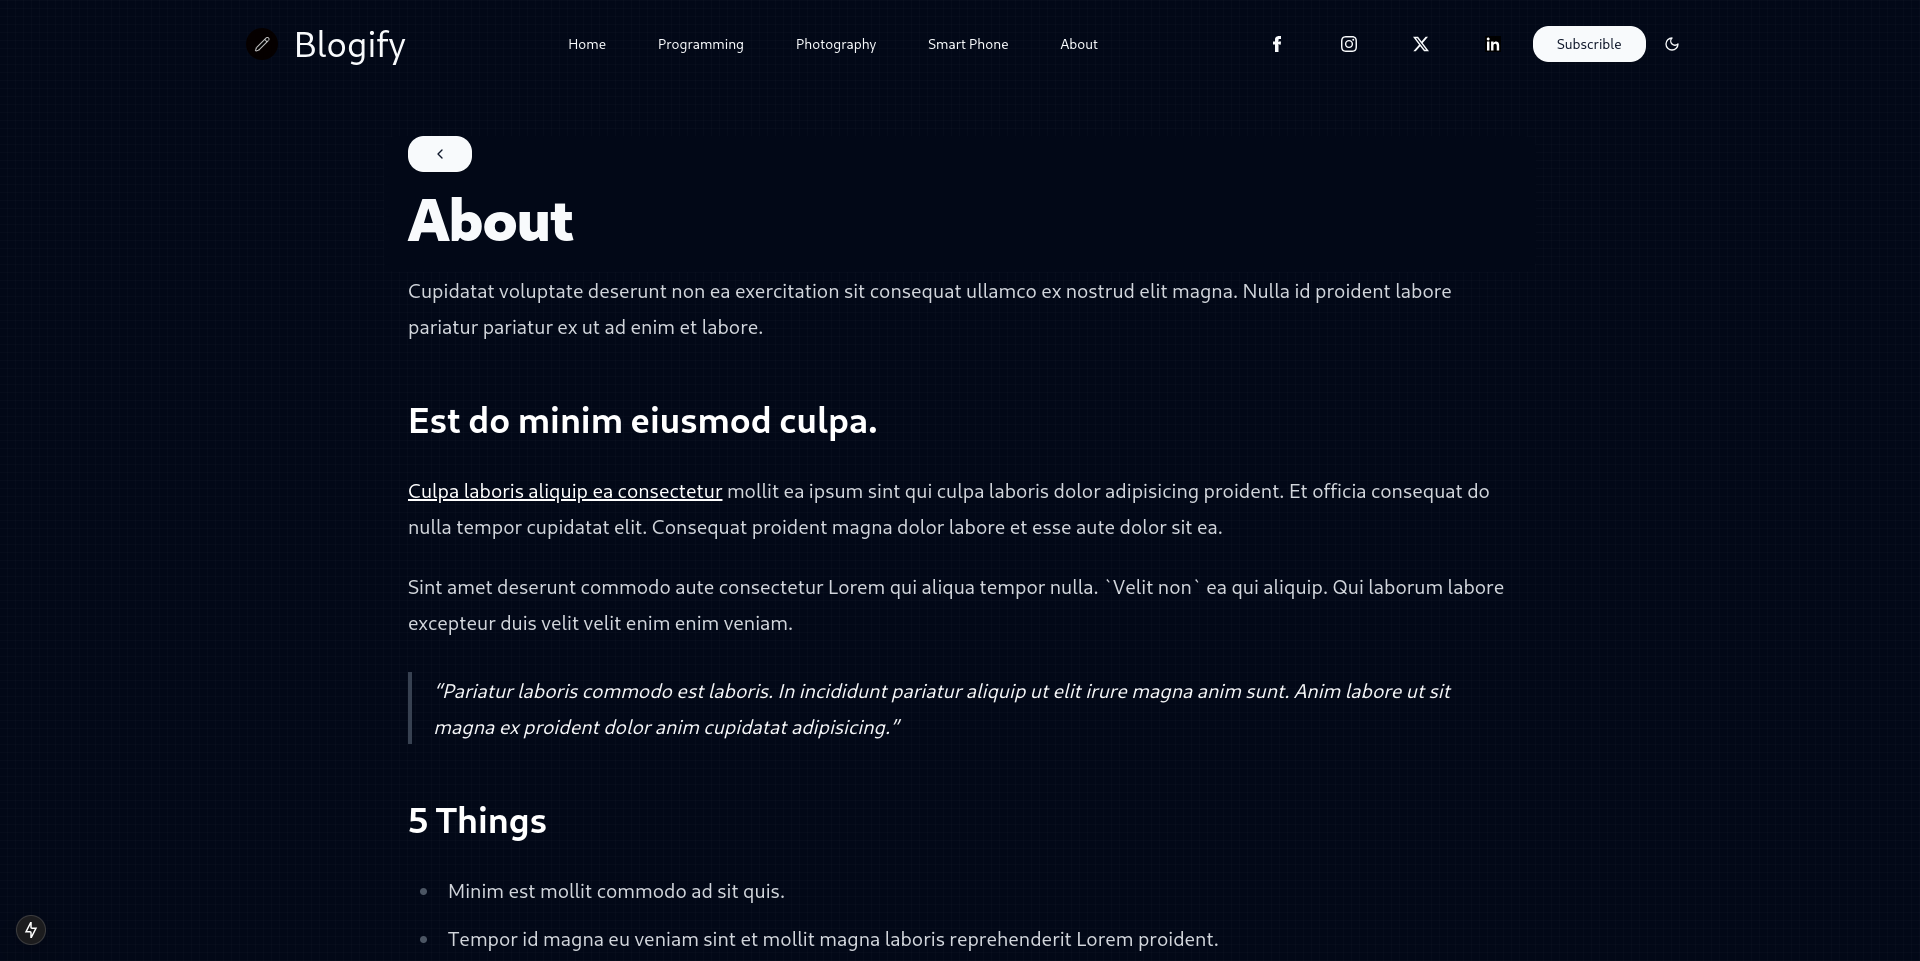 Blogify
Home
Programming
Photography
Smart Phone
About
Subscrible
About
Cupidatat voluptate deserunt non ea exercitation sit consequat ullamco ex nostrud elit magna. Nulla id proident labore
pariatur pariatur ex ut ad enim et labore.
Est do minim eiusmod culpa.
Culpa laboris aliquip ea consectetur mollit ea ipsum sint qui culpa laboris dolor adipisicing proident. Et officia consequat do
nulla tempor cupidatat elit. Consequat proident magna dolor labore et esse aute dolor sit ea.
Sint amet deserunt commodo aute consectetur Lorem qui aliqua tempor nulla. `Velit non` ea qui aliquip. Qui laborum labore
excepteur duis velit velit enim enim veniam.
“Pariatur laboris commodo est laboris. In incididunt pariatur aliquip ut elit irure magna anim sunt. Anim labore ut sit
magna ex proident dolor anim cupidatat adipisicing.”
5 Things
• Minim est mollit commodo ad sit quis.
• Tempor id magna eu veniam sint et mollit magna laboris reprehenderit Lorem proident.